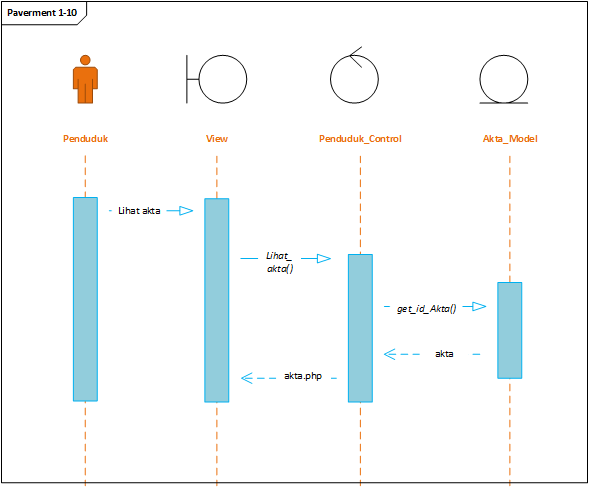 Paverment 1-10
Penduduk
View
Penduduk_Control
Akta_Model
Lihat akta
Lihat_
akta()
get_id_Akta()
akta
akta.php